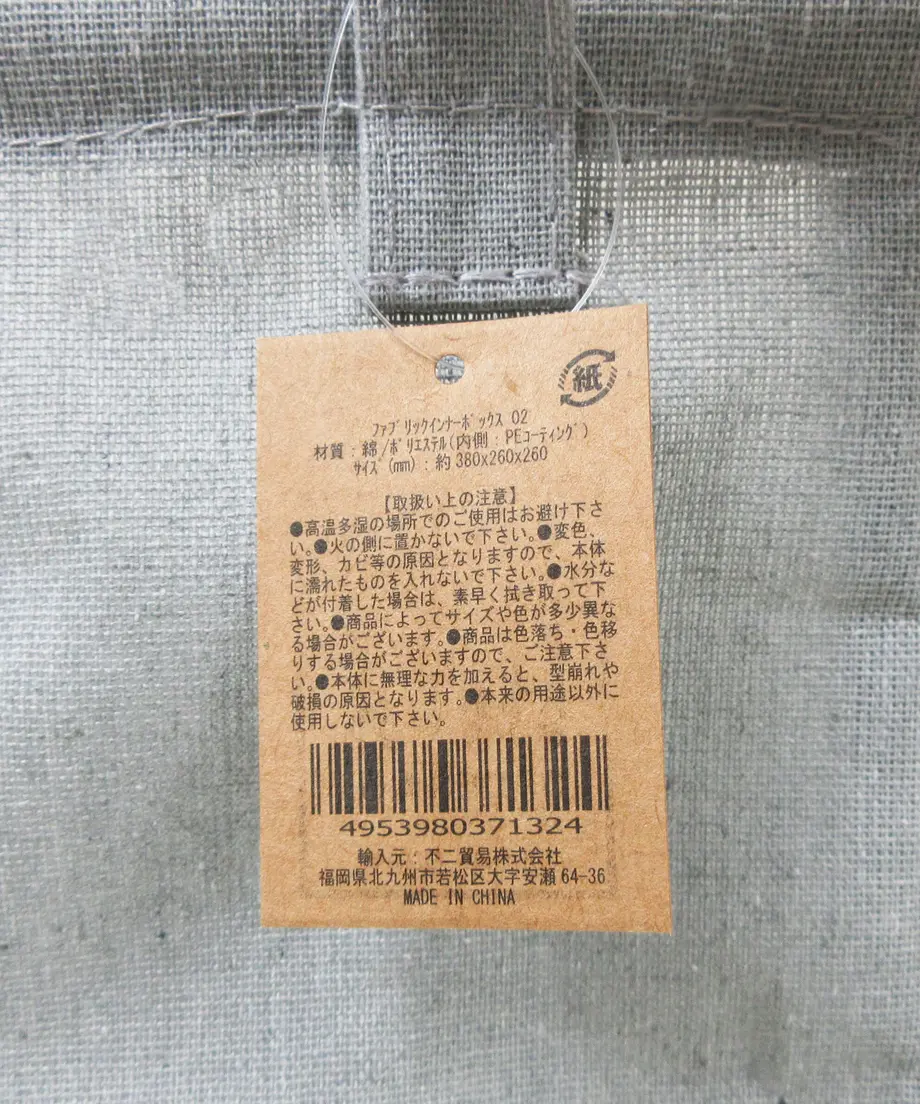 紙
ﾌｧﾌﾞﾘｯｸｲﾝﾅｰﾎﾞｯｸｽ 02
材質：綿/ﾎﾟﾘｴｽﾃﾙ(内側：PEｺｰﾃｨﾝｸﾞ)
ｻｲｽﾞ(mm)：約380x260x260
【取扱い上の注意】
●高温多湿の場所でのご使用はお避け下さ
い。●火の側に置かないで下さい。●変色、
変形、カビ等の原因となりますので、本体
に濡れたものを入れないで下さい。●水分な
どが付着した場合は、素早く拭き取って下
さい。●商品によってサイズや色が多少異な
る場合がございます。●商品は色落ち・色移
りする場合がございますので、ご注意下さ
い。●本体に無理な力を加えると、型崩れや
破損の原因となります。●本来の用途以外に
使用しないで下さい。
4953980371324
輸入元：不二貿易株式会社
福岡県北九州市若松区大字安瀬64-36
MADE IN CHINA